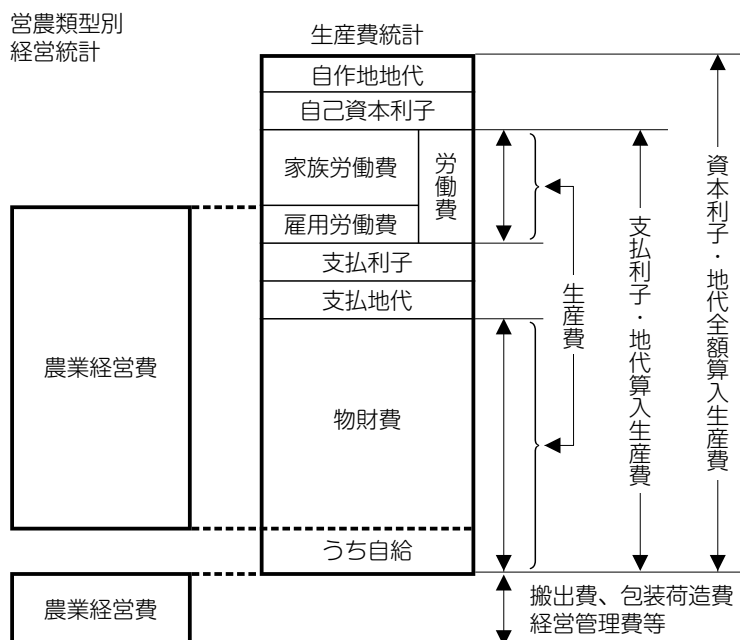 営農類型別
経営統計
生産費統計
自作地地代
自己資本利子
家族労働費
労働費
雇用労働費
支払利子
支払地代
農業経営費
物財費
うち自給
生産費
支払利子・地代算入生産費
資本利子・地代全額算入生産費
農業経営費
搬出費、包装荷造費
経営管理費等